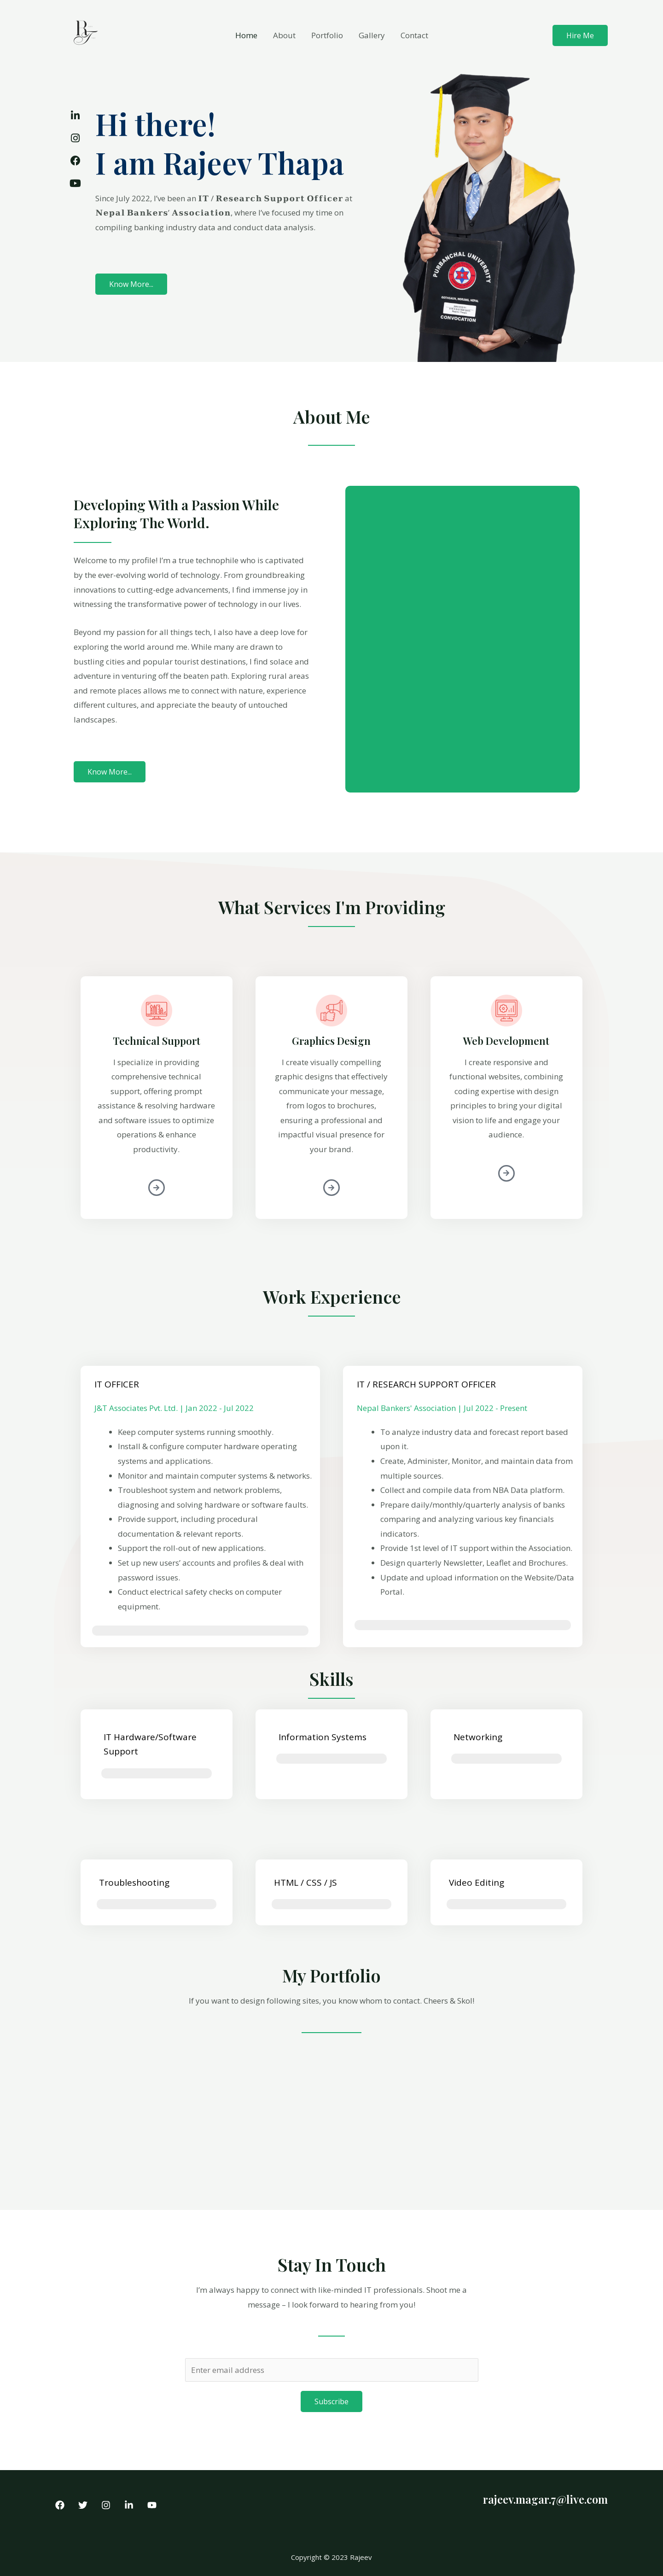 Home About Portfolio Gallery Contact
Hire Me
Hi there!
I am Rajeev Thapa
Since July 2022, I’ve been an IT / Research Support Officer at
Nepal Bankers' Association, where I’ve focused my time on
compiling banking industry data and conduct data analysis.
PURBANCHAL UNIVERSITY
CONVOCATION
Know More...
About Me
Developing With a Passion While
Exploring The World.
Welcome to my profile! I’m a true technophile who is captivated
by the ever-evolving world of technology. From groundbreaking
innovations to cutting-edge advancements, I find immense joy in
witnessing the transformative power of technology in our lives.
Beyond my passion for all things tech, I also have a deep love for
exploring the world around me. While many are drawn to
bustling cities and popular tourist destinations, I find solace and
adventure in venturing off the beaten path. Exploring rural areas
and remote places allows me to connect with nature, experience
different cultures, and appreciate the beauty of untouched
landscapes.
Know More...
What Services I'm Providing
Technical Support
I specialize in providing
comprehensive technical
support, offering prompt
assistance & resolving hardware
and software issues to optimize
operations & enhance
productivity.
Graphics Design
I create visually compelling
graphic designs that effectively
communicate your message,
from logos to brochures,
ensuring a professional and
impactful visual presence for
your brand.
Web Development
I create responsive and
functional websites, combining
coding expertise with design
principles to bring your digital
vision to life and engage your
audience.
Work Experience
IT OFFICER
J&T Associates Pvt. Ltd. | Jan 2022 - Jul 2022
• Keep computer systems running smoothly.
• Install & configure computer hardware operating
systems and applications.
• Monitor and maintain computer systems & networks.
• Troubleshoot system and network problems,
diagnosing and solving hardware or software faults.
• Provide support, including procedural
documentation & relevant reports.
• Support the roll-out of new applications.
• Set up new users’ accounts and profiles & deal with
password issues.
• Conduct electrical safety checks on computer
equipment.
IT / RESEARCH SUPPORT OFFICER
Nepal Bankers' Association | Jul 2022 - Present
• To analyze industry data and forecast report based
upon it.
• Create, Administer, Monitor, and maintain data from
multiple sources.
• Collect and compile data from NBA Data platform.
• Prepare daily/monthly/quarterly analysis of banks
comparing and analyzing various key financials
indicators.
• Provide 1st level of IT support within the Association.
• Design quarterly Newsletter, Leaflet and Brochures.
• Update and upload information on the Website/Data
Portal.
Skills
IT Hardware/Software
Support
Information Systems
Networking
Troubleshooting
HTML / CSS / JS
Video Editing
My Portfolio
If you want to design following sites, you know whom to contact. Cheers & Skol!
Stay In Touch
I’m always happy to connect with like-minded IT professionals. Shoot me a
message – I look forward to hearing from you!
Enter email address
Subscribe
rajeev.magar.7@live.com
Copyright © 2023 Rajeev